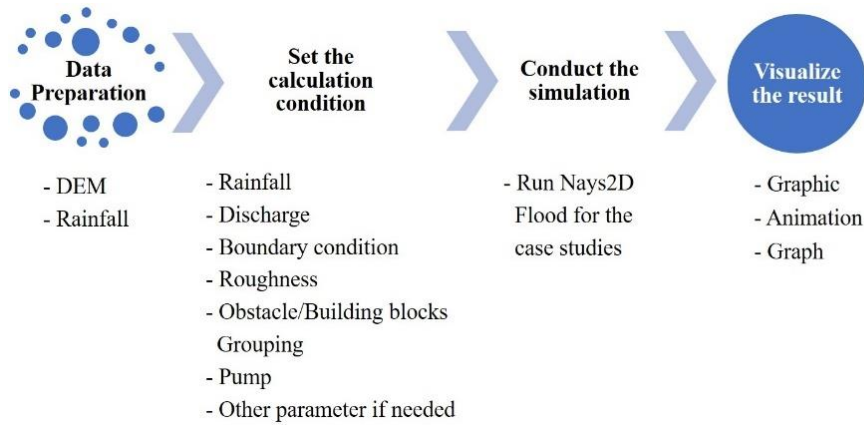 Data
Preparation
Set the
calculation
condition
Conduct the
simulation
Visualize
the result
- DEM
- Rainfall
- Rainfall
- Discharge
- Boundary condition
- Roughness
- Obstacle/Building blocks
Grouping
- Pump
- Other parameter if needed
- Run Nays2D
Flood for the
case studies
- Graphic
- Animation
- Graph